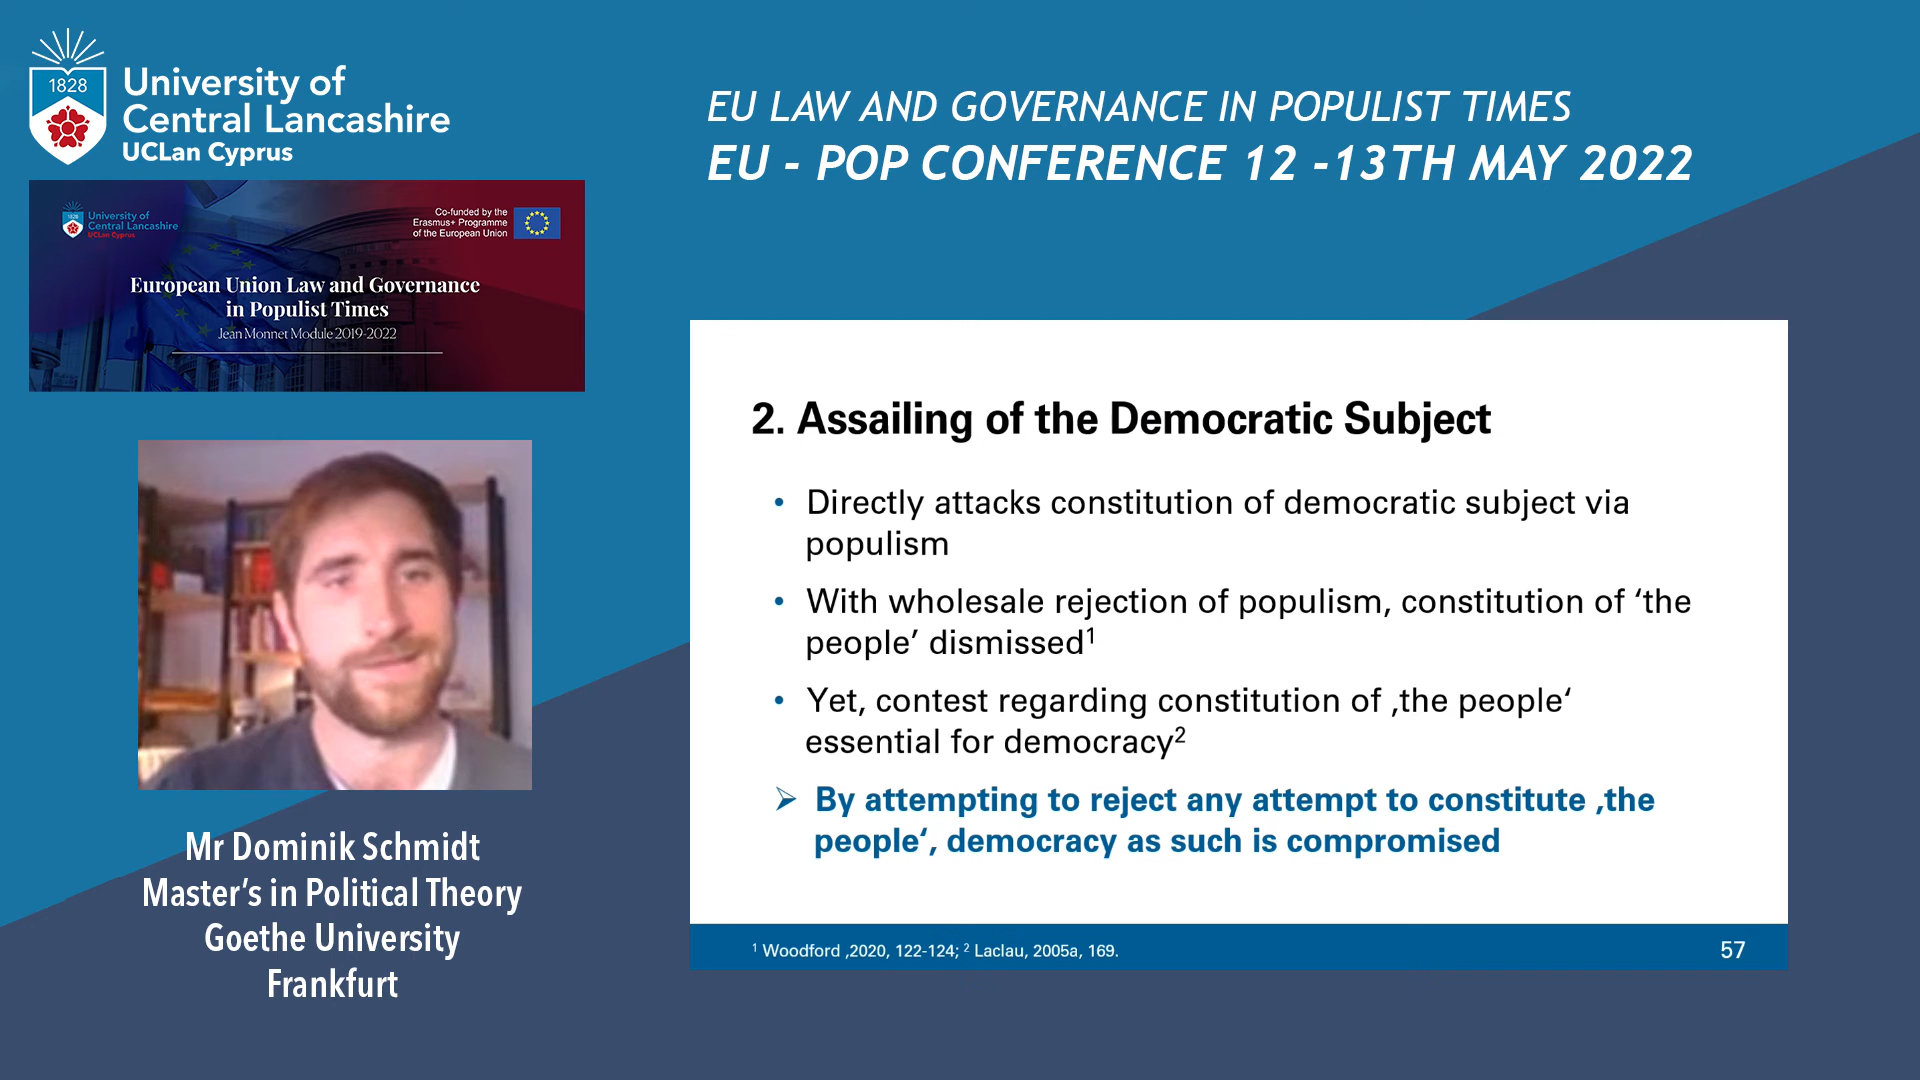 1828
University of
Central Lancashire
UCLan Cyprus
EU LAW AND GOVERNANCE IN POPULIST TIMES
EU - POP CONFERENCE 12 -13TH MAY 2022
1828
University of
Central Lancashire
UCLan Cyprus
Co-funded by the
Erasmus+ Programme
of the European Union
European Union Law and Governance
in Populist Times
Jean Monnet Module 2019-2022
2. Assailing of the Democratic Subject
• Directly attacks constitution of democratic subject via
populism
• With wholesale rejection of populism, constitution of ‘the
people’ dismissed¹
• Yet, contest regarding constitution of ‚the people‘
essential for democracy²
➢ By attempting to reject any attempt to constitute ‚the
people‘, democracy as such is compromised
¹ Woodford ,2020, 122-124; ² Laclau, 2005a, 169.
57
Mr Dominik Schmidt
Master’s in Political Theory
Goethe University
Frankfurt